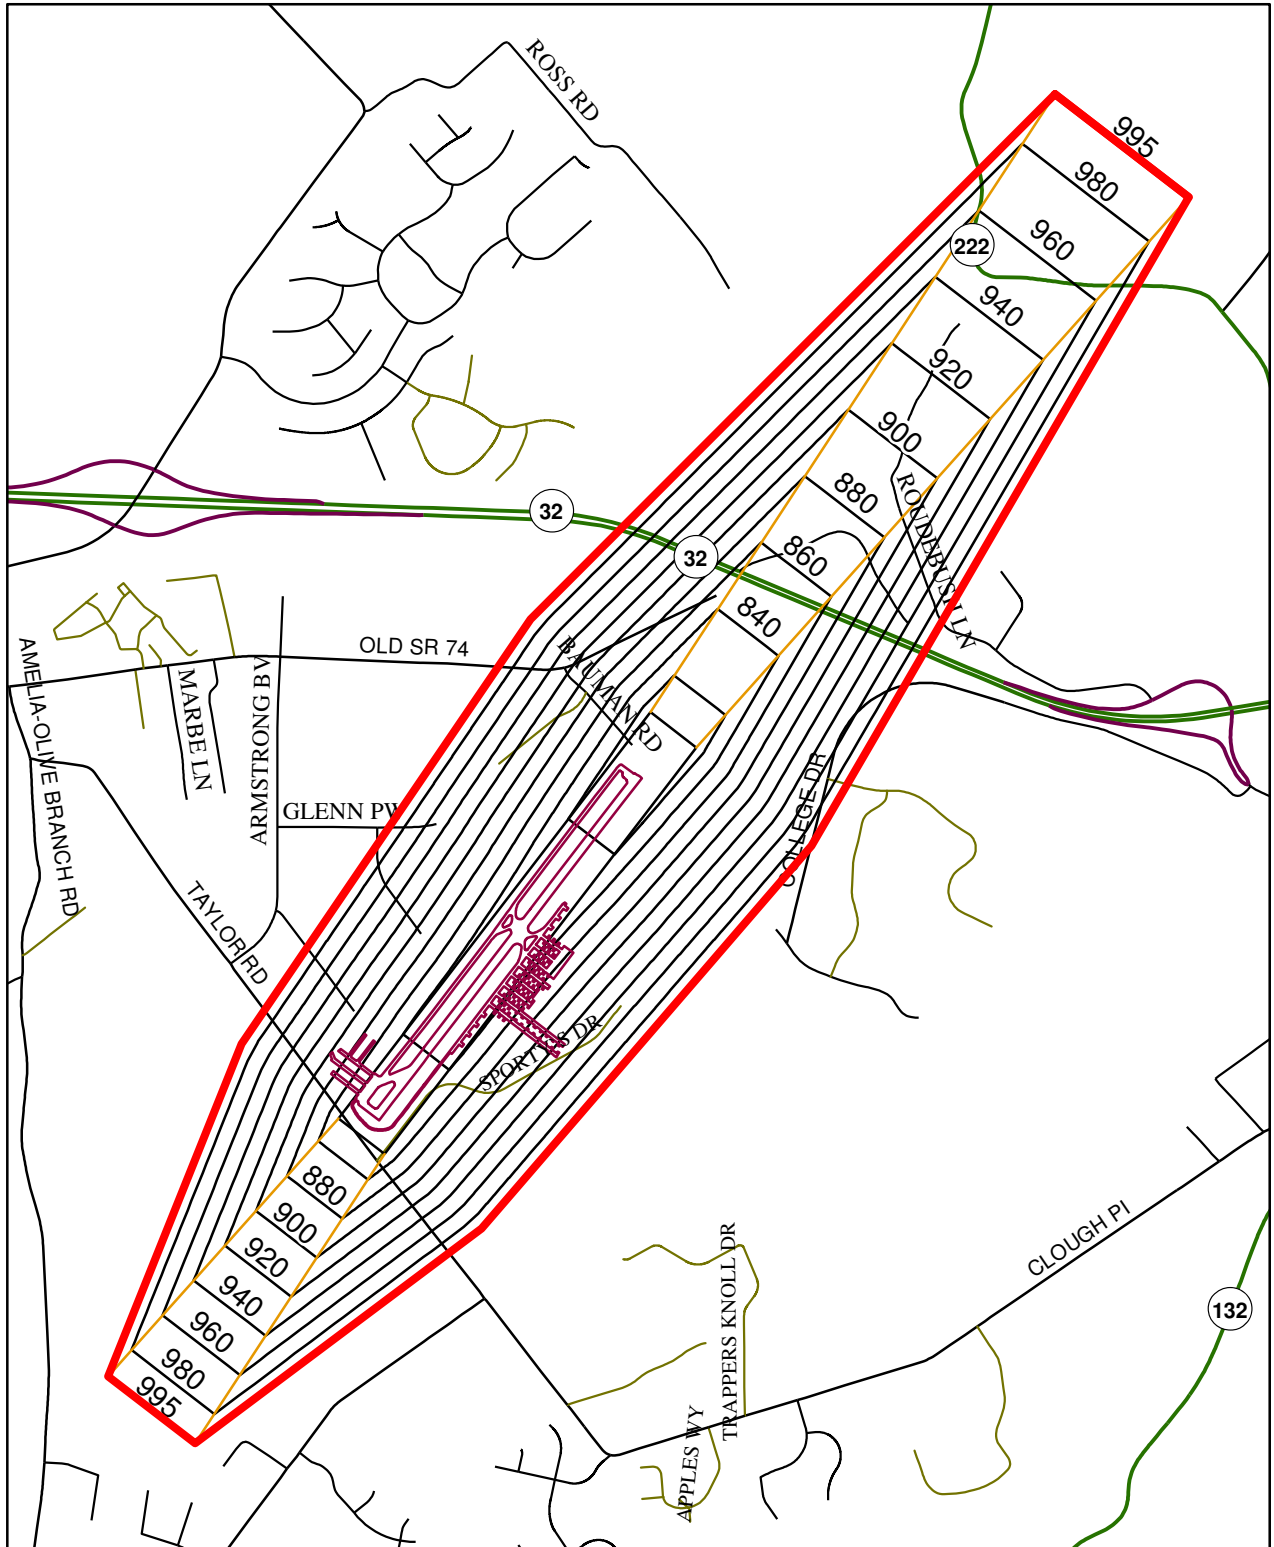 ROSS RD
995
980
960
222
940
920
900
880
ROUDEBUSH LN
32
32
860
840
OLD SR 74
BAUMAN RD
AMELIA-OLIVE BRANCH RD
MARBE LN
ARMSTRONG BV
GLENN PW
COLLEGE DR
TAYLOR RD
SPORTYS DR
880
900
920
940
960
980
995
TRAPPERS KNOLL DR
CLOUGH PI
132
APPLES WY